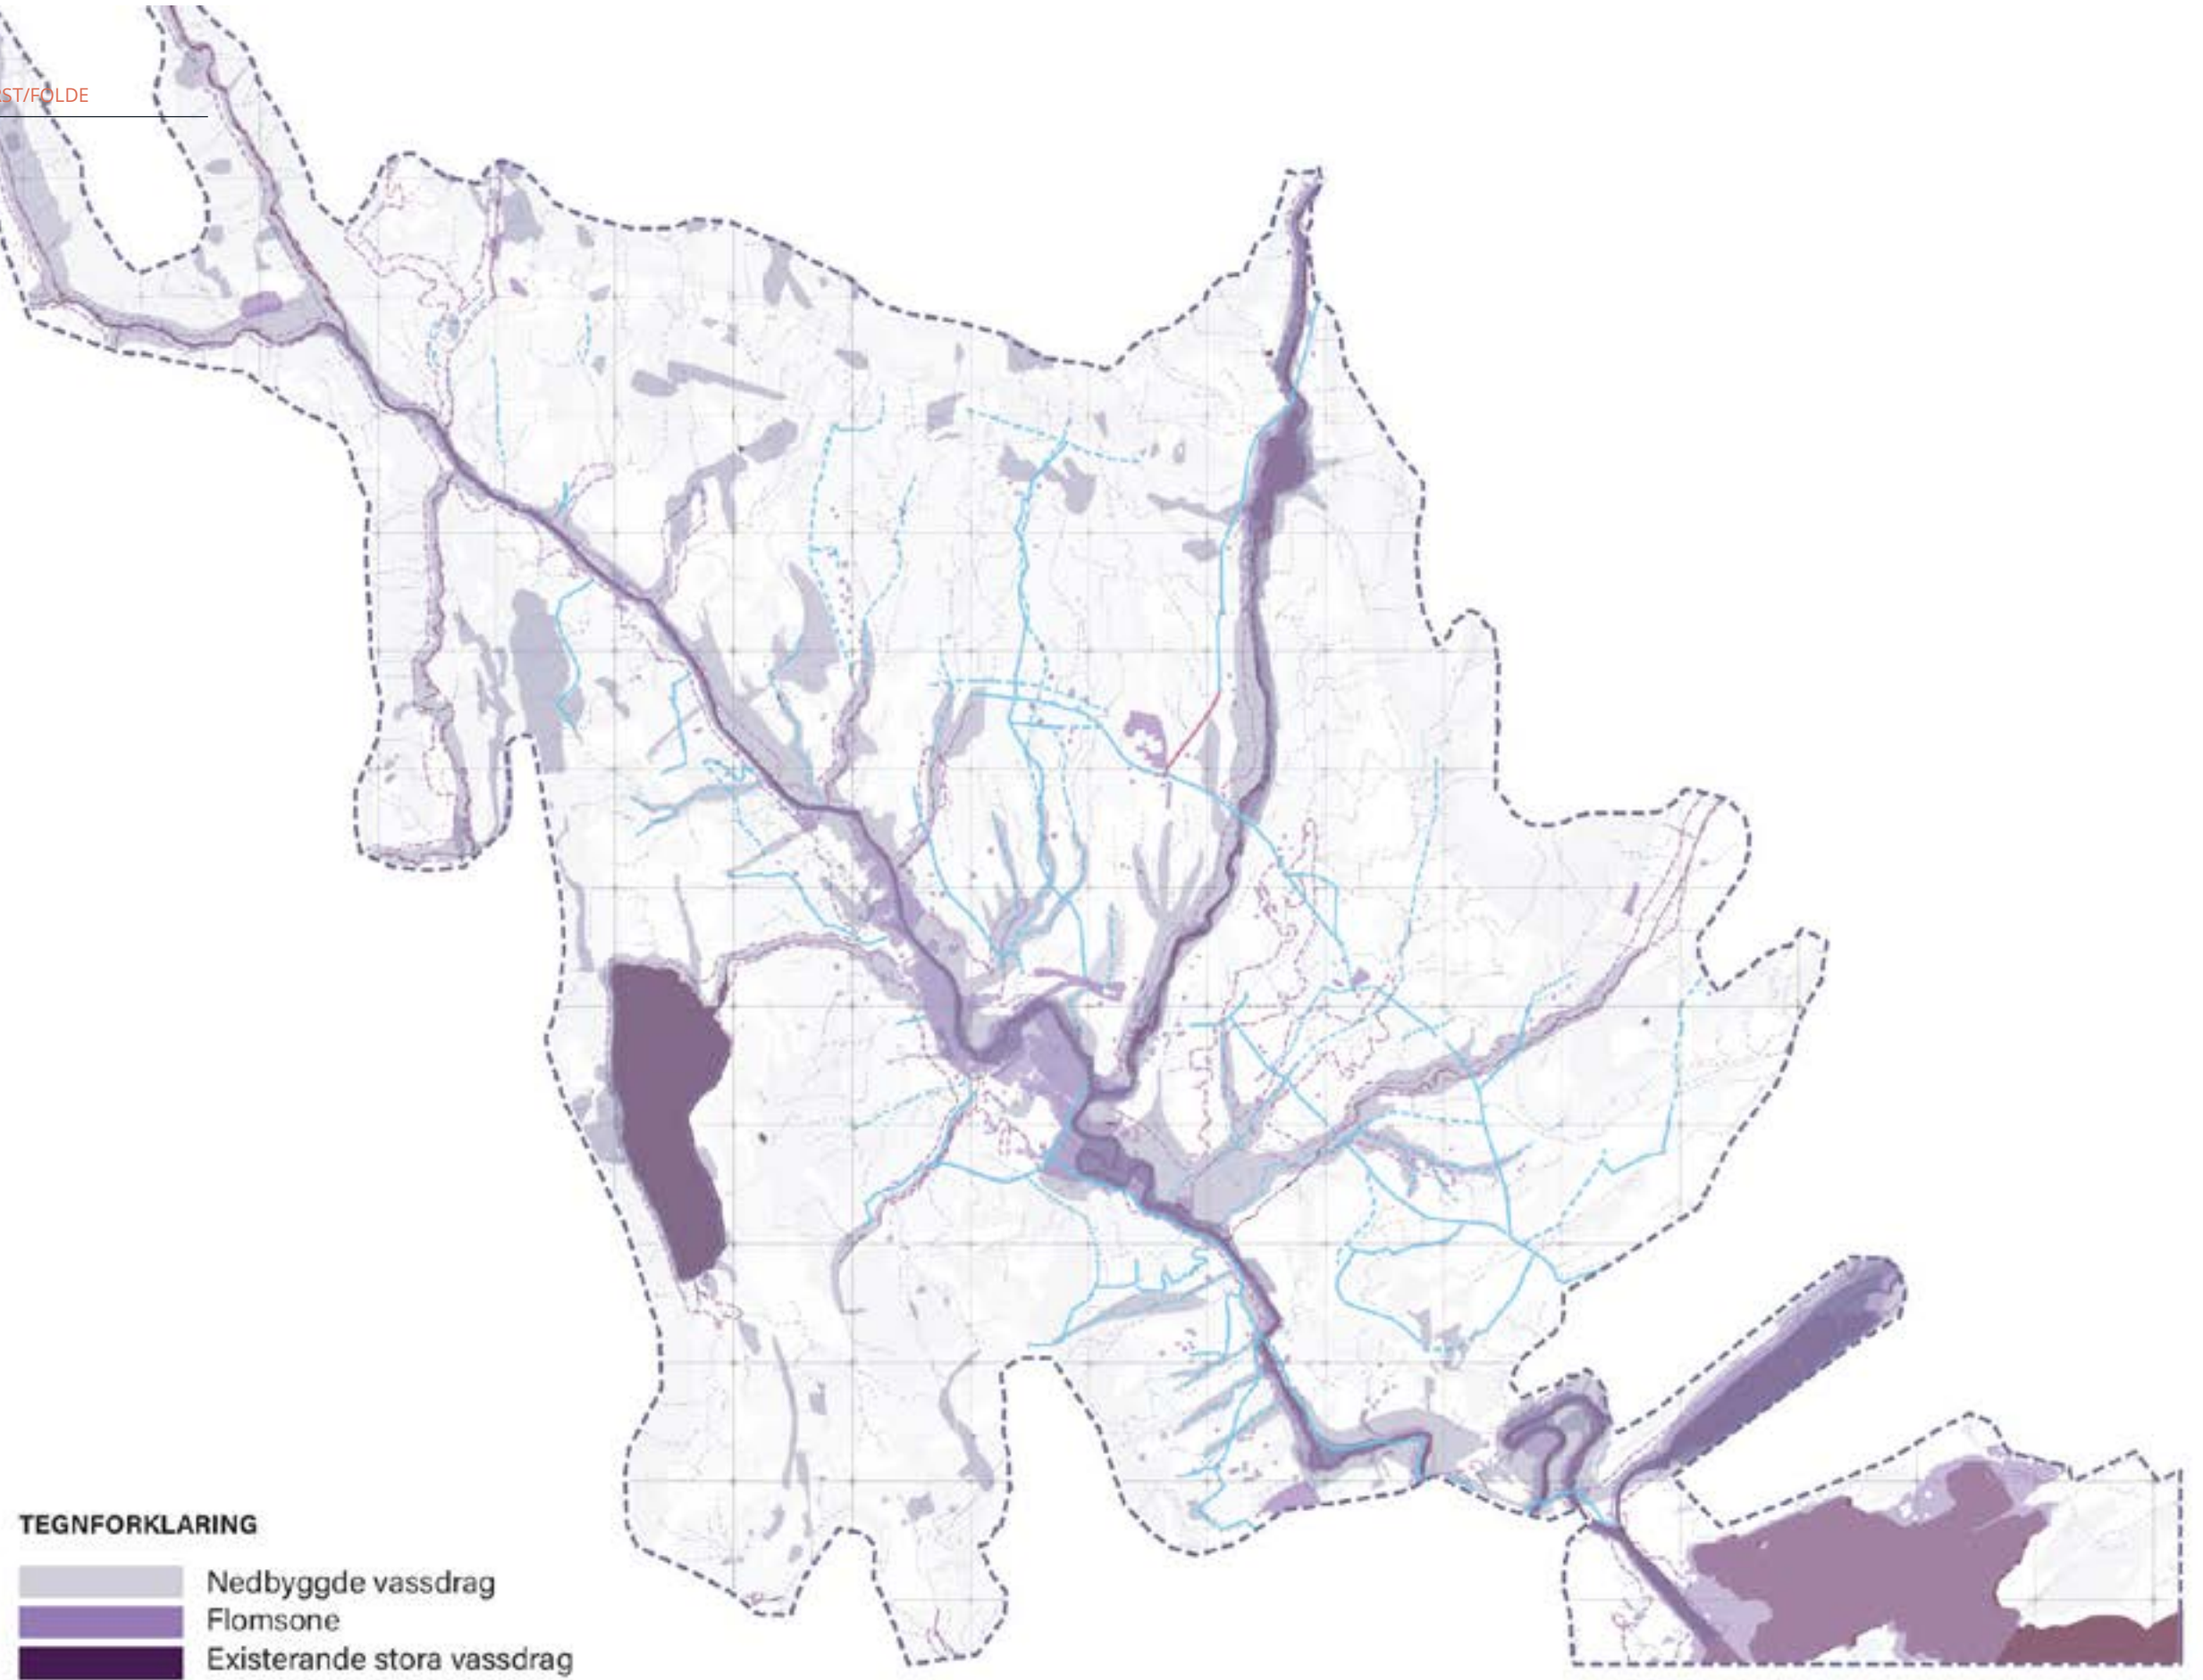 ST/FOLDE
TEGNFORKLARING
Nedbyggde vassdrag
Flomsone
Existerande stora vassdrag